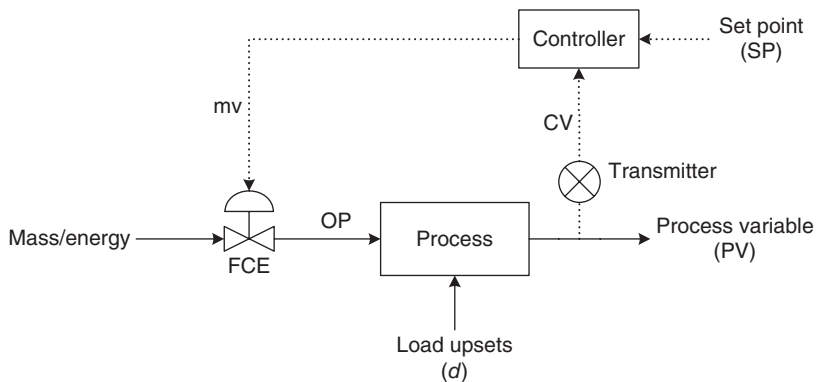 Controller
Set point
(SP)
mv
CV
Transmitter
Mass/energy
OP
Process
Process variable
(PV)
FCE
Load upsets
(d)